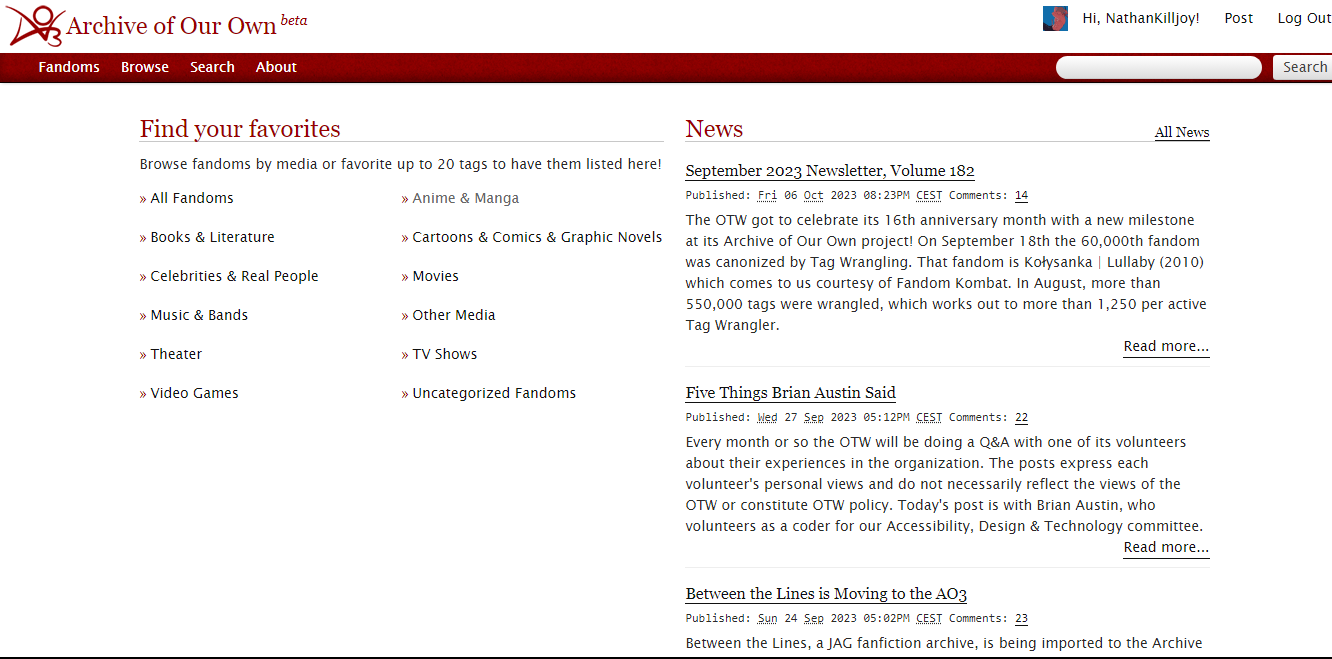 Archive of Our Own beta
Hi, NathanKilljoy! Post Log Out
Fandoms Browse Search About
Search
Find your favorites
Browse fandoms by media or favorite up to 20 tags to have them listed here!
» All Fandoms
» Anime & Manga
» Books & Literature
» Cartoons & Comics & Graphic Novels
» Celebrities & Real People
» Movies
» Music & Bands
» Other Media
» Theater
» TV Shows
» Video Games
» Uncategorized Fandoms
News
All News
September 2023 Newsletter, Volume 182
Published: Fri 06 Oct 2023 08:23PM CEST Comments: 14
The OTW got to celebrate its 16th anniversary month with a new milestone
at its Archive of Our Own project! On September 18th the 60,000th fandom
was canonized by Tag Wrangling. That fandom is Kołysanka | Lullaby (2010)
which comes to us courtesy of Fandom Kombat. In August, more than
550,000 tags were wrangled, which works out to more than 1,250 per active
Tag Wrangler.
Read more...
Five Things Brian Austin Said
Published: Wed 27 Sep 2023 05:12PM CEST Comments: 22
Every month or so the OTW will be doing a Q&A with one of its volunteers
about their experiences in the organization. The posts express each
volunteer's personal views and do not necessarily reflect the views of the
OTW or constitute OTW policy. Today's post is with Brian Austin, who
volunteers as a coder for our Accessibility, Design & Technology committee.
Read more...
Between the Lines is Moving to the AO3
Published: Sun 24 Sep 2023 05:02PM CEST Comments: 23
Between the Lines, a JAG fanfiction archive, is being imported to the Archive